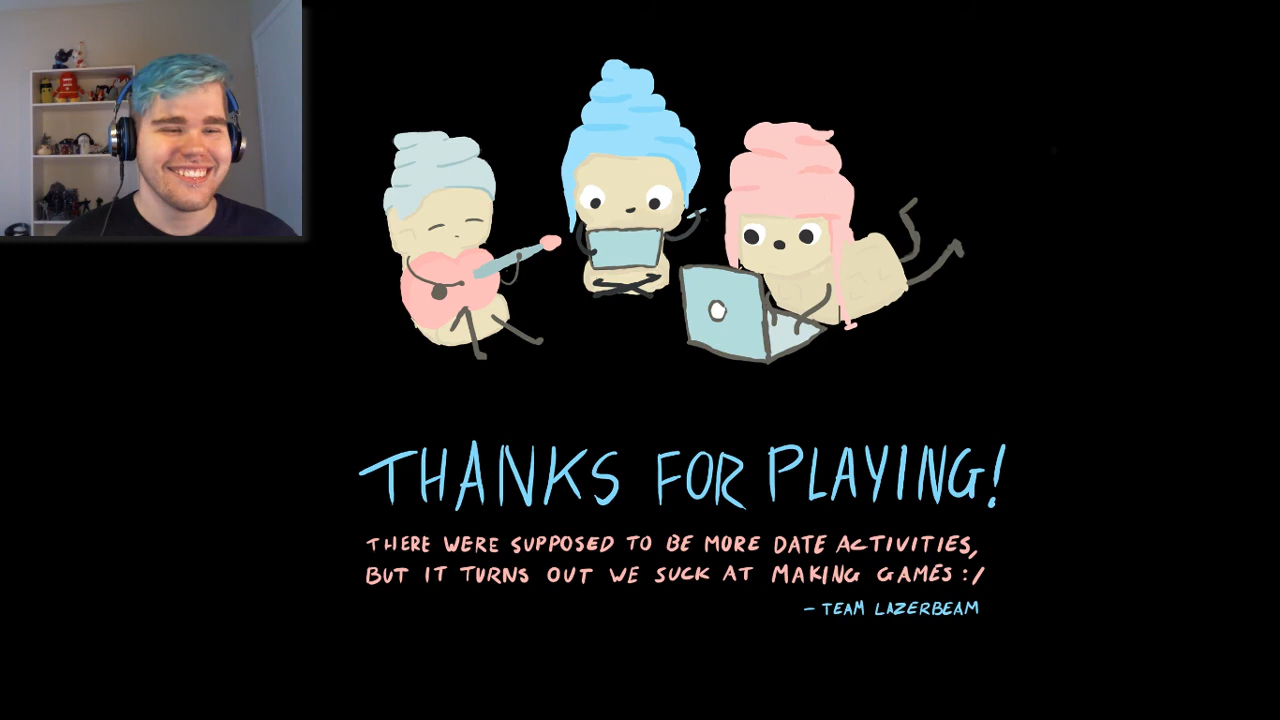 THANKS FOR PLAYING!
THERE WERE SUPPOSED TO BE MORE DATE ACTIVITIES,
BUT IT TURNS OUT WE SUCK AT MAKING GAMES :/
- TEAM LAZERBEAM